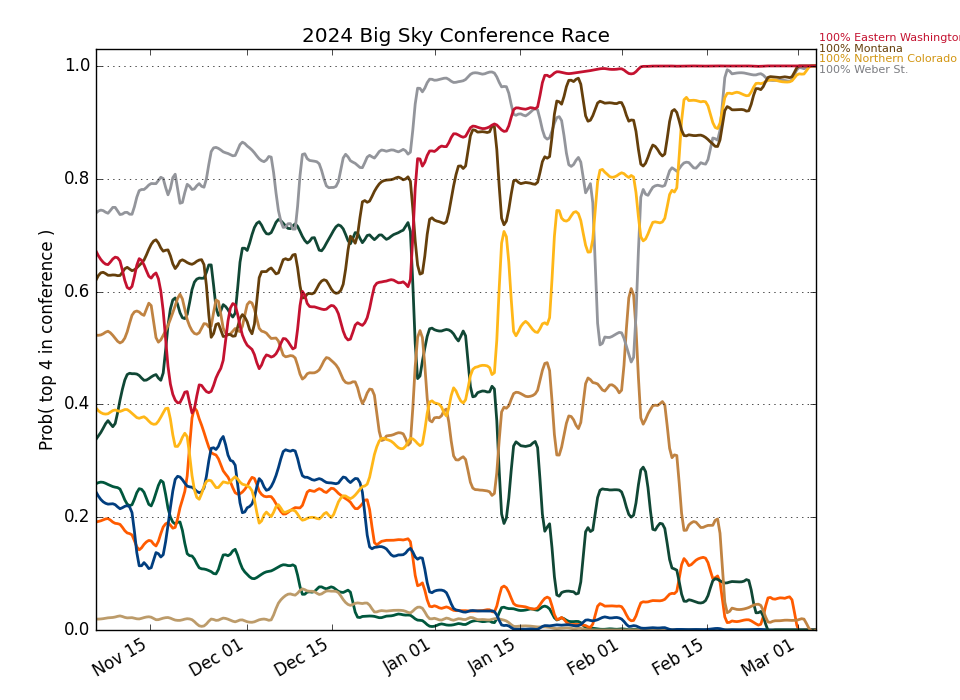 2024 Big Sky Conference Race
100% Eastern Washington
100% Montana
100% Northern Colorado
100% Weber St.
Prob( top 4 in conference )
1.0
0.8
0.6
0.4
0.2
0.0
Nov 15
Dec 01
Dec 15
Jan 01
Jan 15
Feb 01
Feb 15
Mar 01